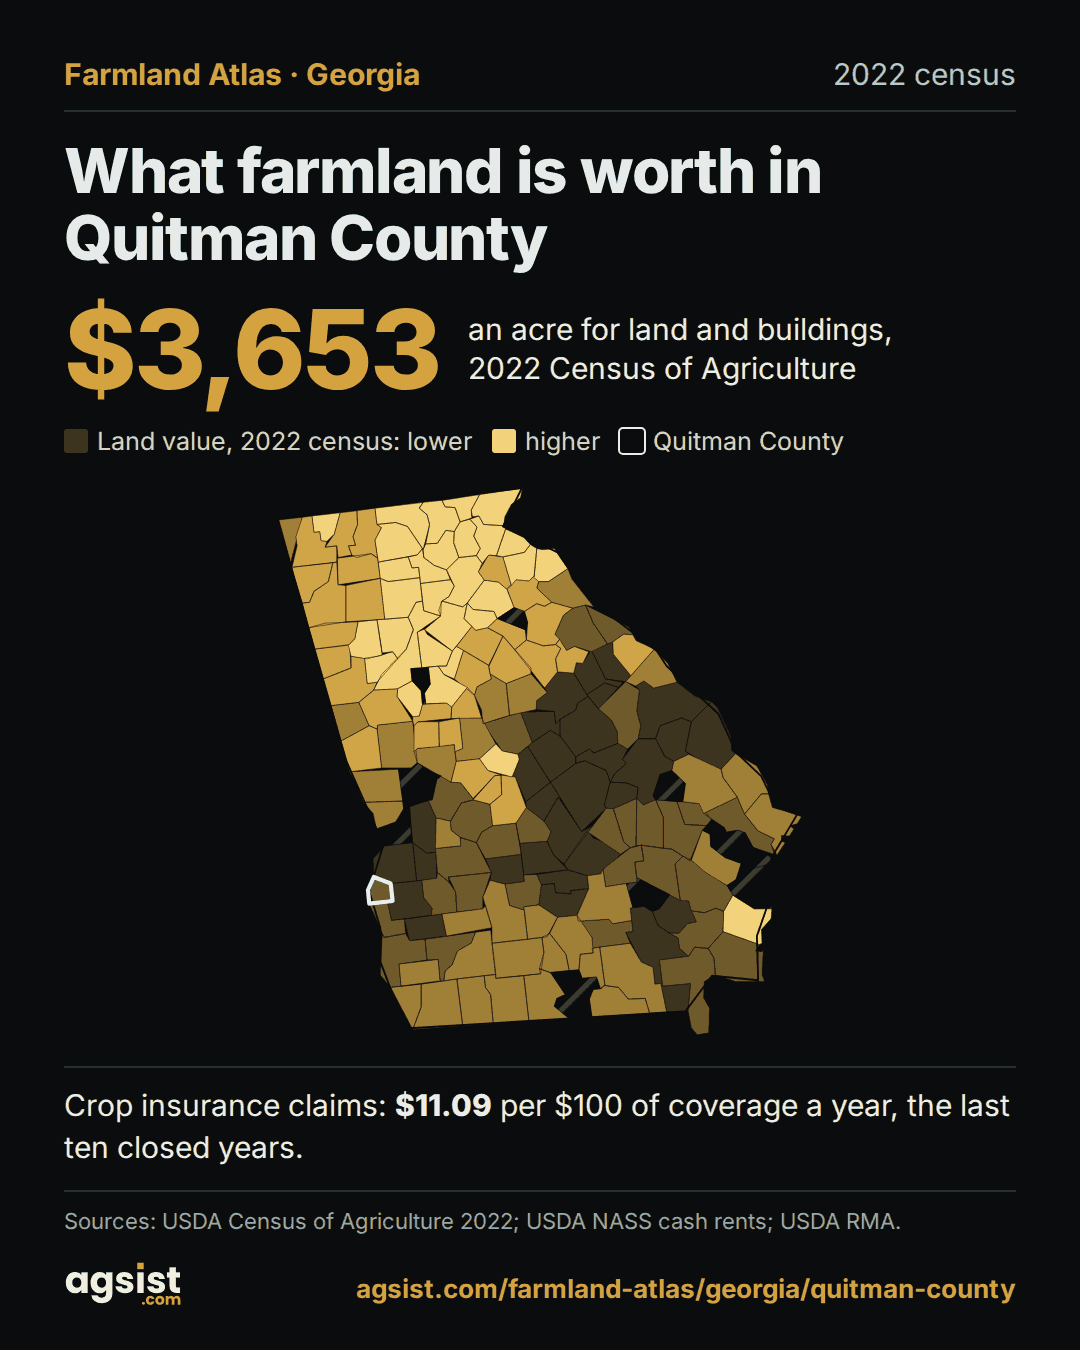 Farmland Atlas · Georgia
2022 census
What farmland is worth in
Quitman County
$3,653
an acre for land and buildings,
2022 Census of Agriculture
Land value, 2022 census: lower
higher
Quitman County
Crop insurance claims: $11.09 per $100 of coverage a year, the last
ten closed years.
Sources: USDA Census of Agriculture 2022; USDA NASS cash rents; USDA RMA.
agsist
.com
agsist.com/farmland-atlas/georgia/quitman-county